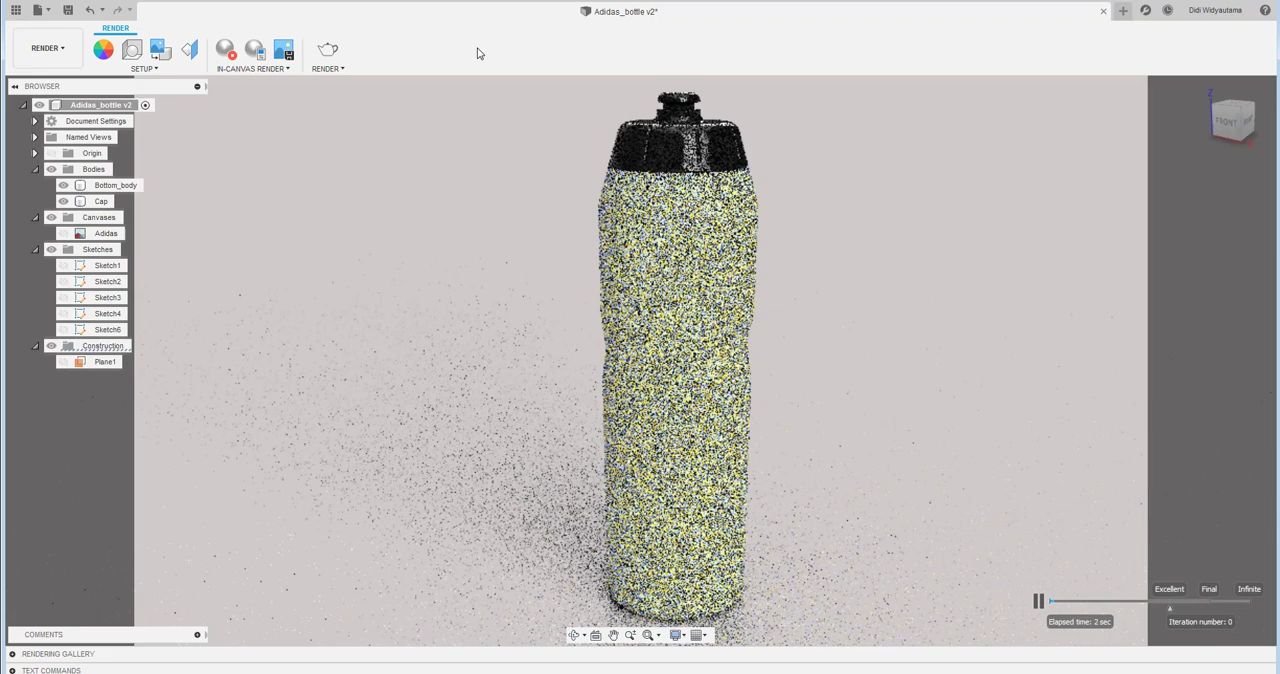 Adidas_bottle v2*
Didi Widyautama
RENDER
RENDER
SETUP
IN-CANVAS RENDER
RENDER
BROWSER
Adidas_bottle v2
Document Settings
Named Views
Origin
Bodies
Bottom_body
Cap
Canvases
Adidas
Sketches
Sketch1
Sketch2
Sketch3
Sketch4
Sketch6
Construction
Plane1
Z
FRONT
Excellent
Final
Infinite
Elapsed time: 2 sec
Iteration number: 0
COMMENTS
RENDERING GALLERY
TEXT COMMANDS